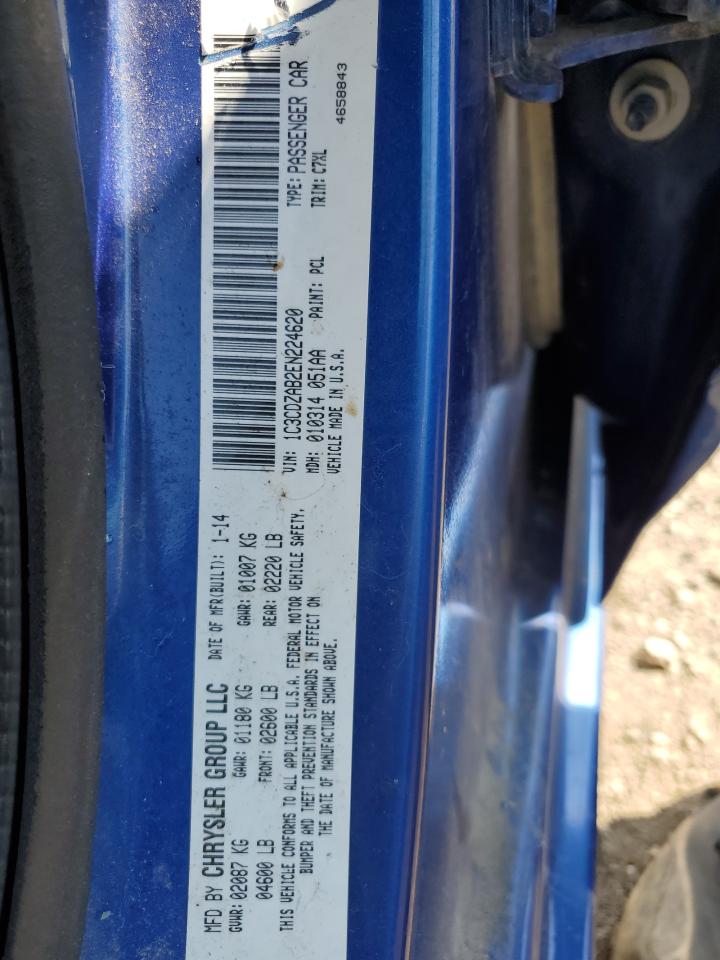 MFD BY CHRYSLER GROUP LLC DATE OF MFR(BUILT): 1-14
GVWR: 02087 KG GAWR: 01180 KG GAWR: 01007 KG
04600 LB FRONT: 02600 LB REAR: 02220 LB
THIS VEHICLE CONFORMS TO ALL APPLICABLE U.S.A. FEDERAL MOTOR VEHICLE SAFETY,
BUMPER AND THEFT PREVENTION STANDARDS IN EFFECT ON
THE DATE OF MANUFACTURE SHOWN ABOVE.
VIN: 1C3CDZAB2EN224620 TYPE: PASSENGER CAR
MDH: 010314 051AA PAINT: PCL TRIM: C7XL
VEHICLE MADE IN U.S.A. 4658843